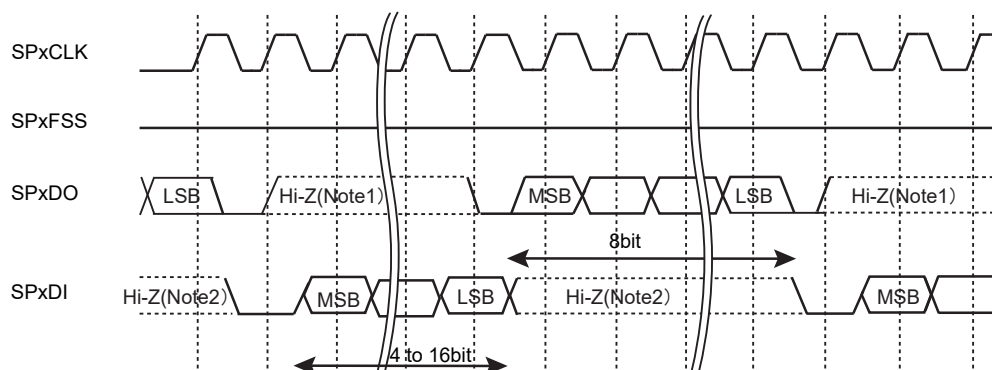 SPxCLK
SPxFSS
SPxDO
LSB
Hi-Z(Note1)
MSB
LSB
Hi-Z(Note1)
8bit
SPxDI
Hi-Z(Note2)
MSB
LSB
Hi-Z(Note2)
MSB
4 to 16bit